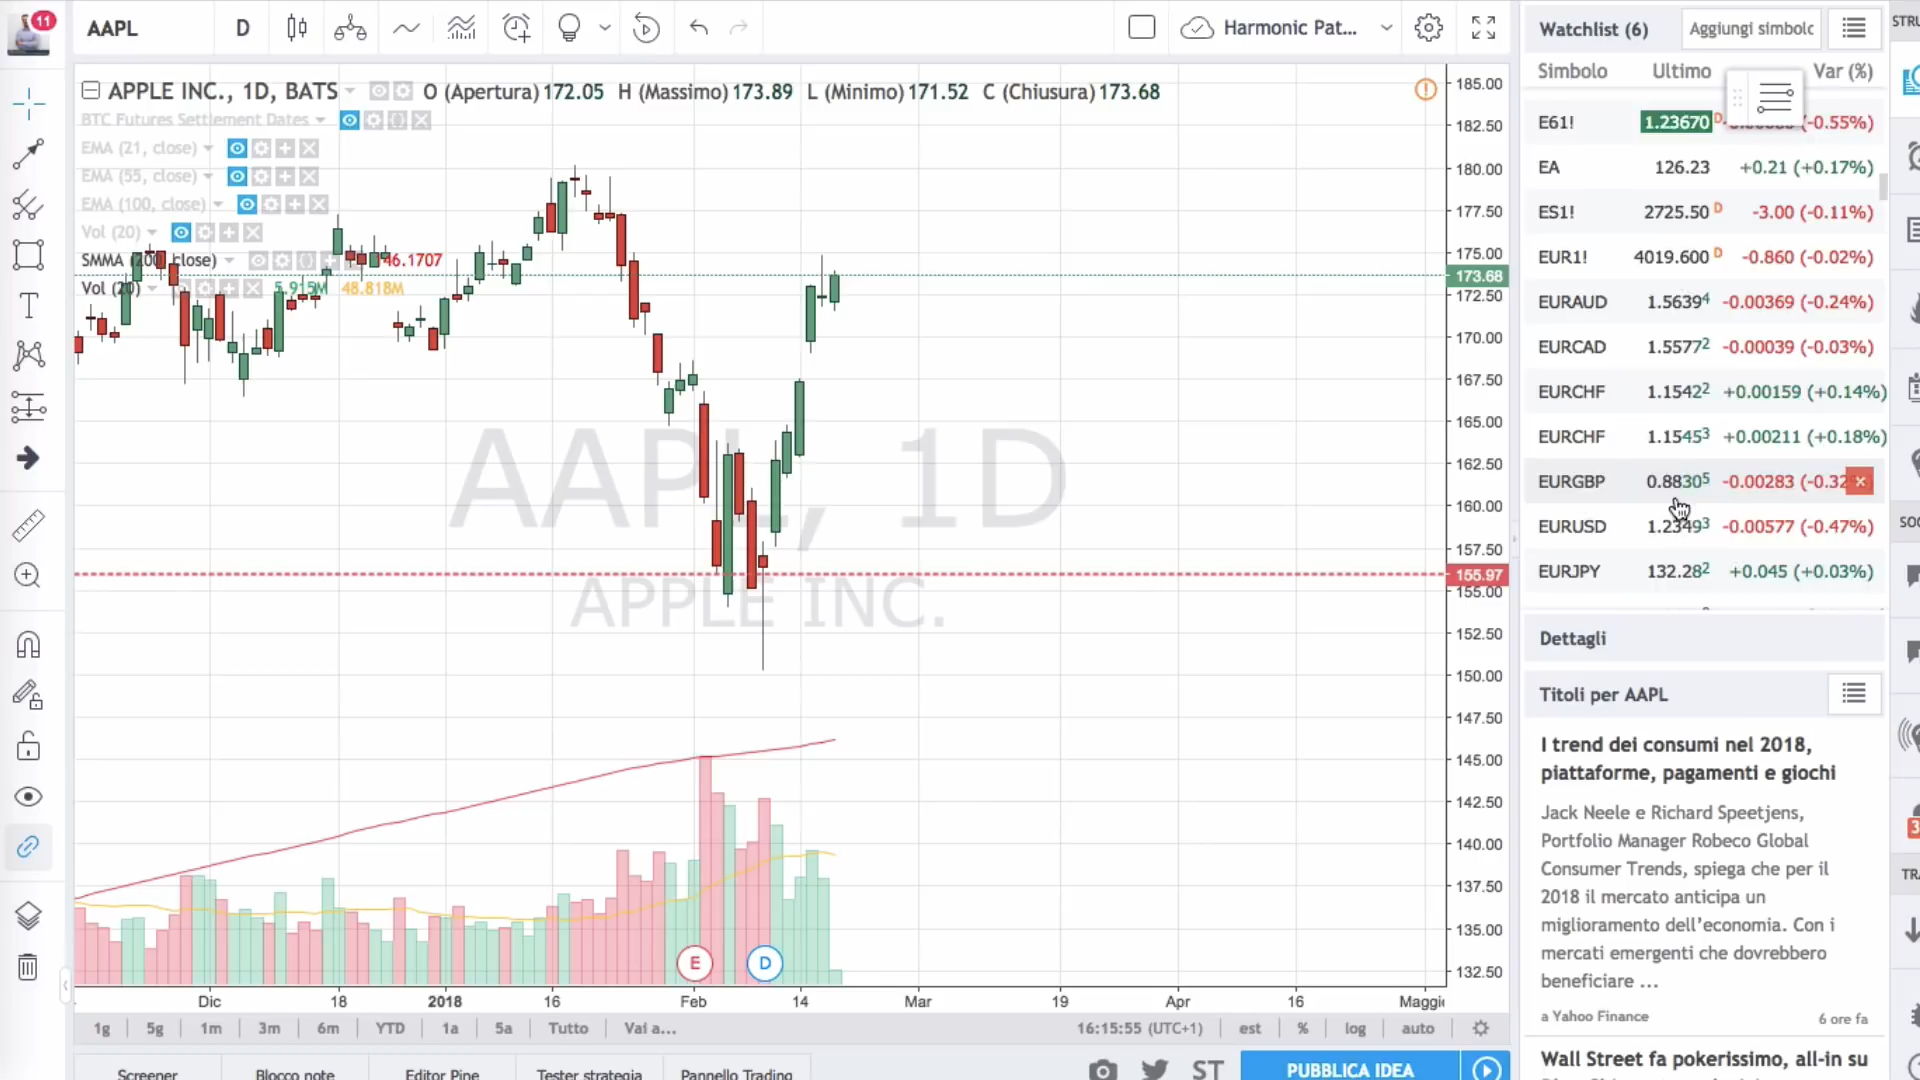 11
AAPL
D
Harmonic Pat...
APPLE INC., 1D, BATS
O (Apertura) 172.05 H (Massimo) 173.89 L (Minimo) 171.52 C (Chiusura) 173.68
BTC Futures Settlement Dates
EMA (21, close)
EMA (55, close)
EMA (100, close)
Vol (20)
SMMA (200, close) 46.1707
Vol (20) 5.915M 48.818M
AAPL, 1D
APPLE INC.
185.00
182.50
180.00
177.50
175.00
173.68
172.50
170.00
167.50
165.00
162.50
160.00
157.50
155.97
155.00
152.50
150.00
147.50
145.00
142.50
140.00
137.50
135.00
132.50
E
D
Dic 18 2018 16 Feb 14 Mar 19 Apr 16 Maggi
1g 5g 1m 3m 6m YTD 1a 5a Tutto Vai a... 16:15:55 (UTC+1) est % log auto
Screener Blocco note Editor Pine Tester strategia Pannello Trading ST PUBBLICA IDEA
Watchlist (6) Aggiungi simbolo
Simbolo Ultimo Var (%)
E61! 1.23670 D (-0.55%)
EA 126.23 +0.21 (+0.17%)
ES1! 2725.50 D -3.00 (-0.11%)
EUR1! 4019.600 D -0.860 (-0.02%)
EURAUD 1.56394 -0.00369 (-0.24%)
EURCAD 1.55772 -0.00039 (-0.03%)
EURCHF 1.15422 +0.00159 (+0.14%)
EURCHF 1.15453 +0.00211 (+0.18%)
EURGBP 0.88305 -0.00283 (-0.32
EURUSD 1.23493 -0.00577 (-0.47%)
EURJPY 132.282 +0.045 (+0.03%)
Dettagli
Titoli per AAPL
I trend dei consumi nel 2018,
piattaforme, pagamenti e giochi
Jack Neele e Richard Speetjens,
Portfolio Manager Robeco Global
Consumer Trends, spiega che per il
2018 il mercato anticipa un
miglioramento dell'economia. Con i
mercati emergenti che dovrebbero
beneficiare ...
a Yahoo Finance 6 ore fa
Wall Street fa pokerissimo, all-in su
STRU
SOC
3
TRA